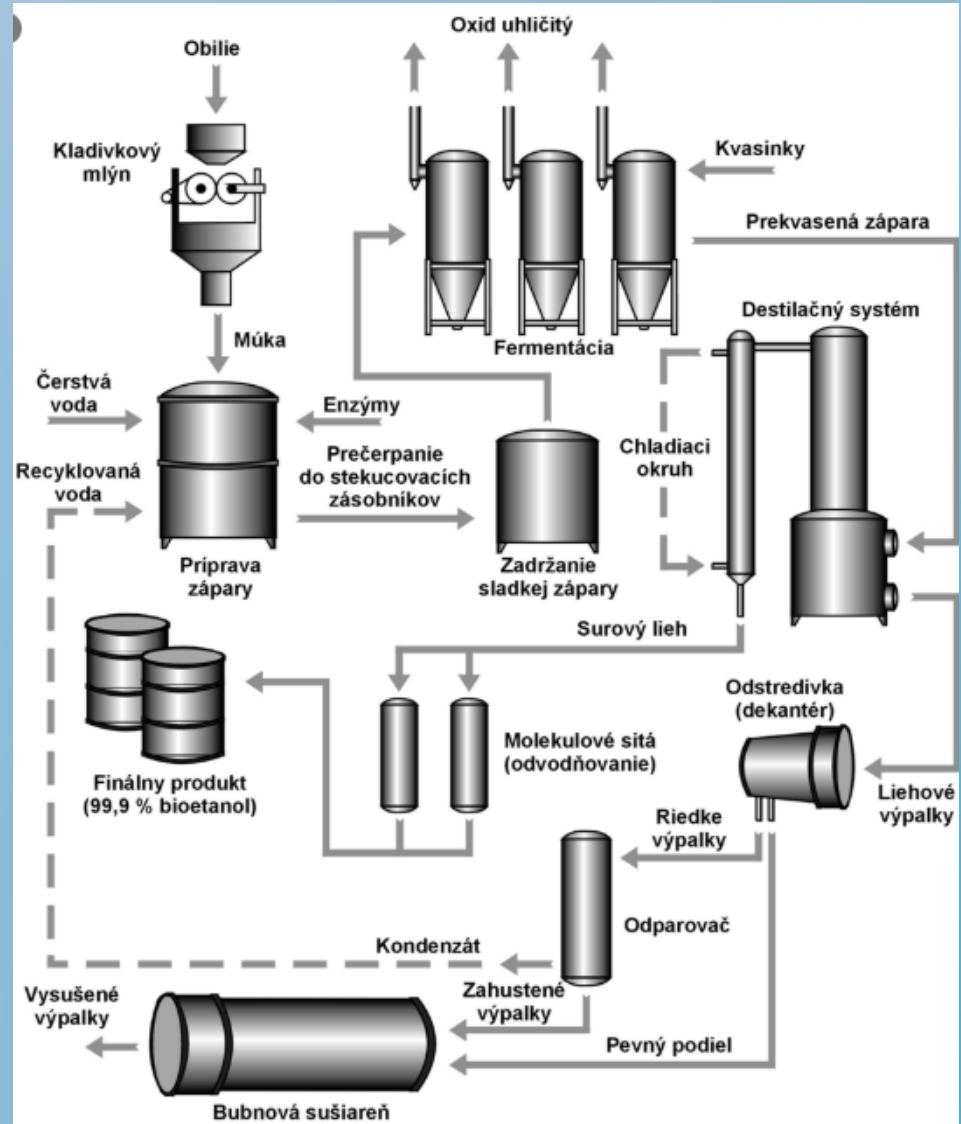 Oxid uhličitý
Obilie
Kladivkový
mlýn
Kvasinky
Prekvasená zápara
Destilačný systém
Fermentácia
Múka
Čerstvá
voda
Enzýmy
Prečerpanie
do stekucovacích
zásobníkov
Chladiaci
okruh
Recyklovaná
voda
Príprava
zápary
Zadržanie
sladkej zápary
Surový lieh
Odstredivka
(dekantér)
Molekulové sitá
(odvodňovanie)
Finálny produkt
(99,9 % bioetanol)
Liehové
výpalky
Riedke
výpalky
Odparovač
Kondenzát
Zahustené
výpalky
Vysušené
výpalky
Pevný podiel
Bubnová sušiareň